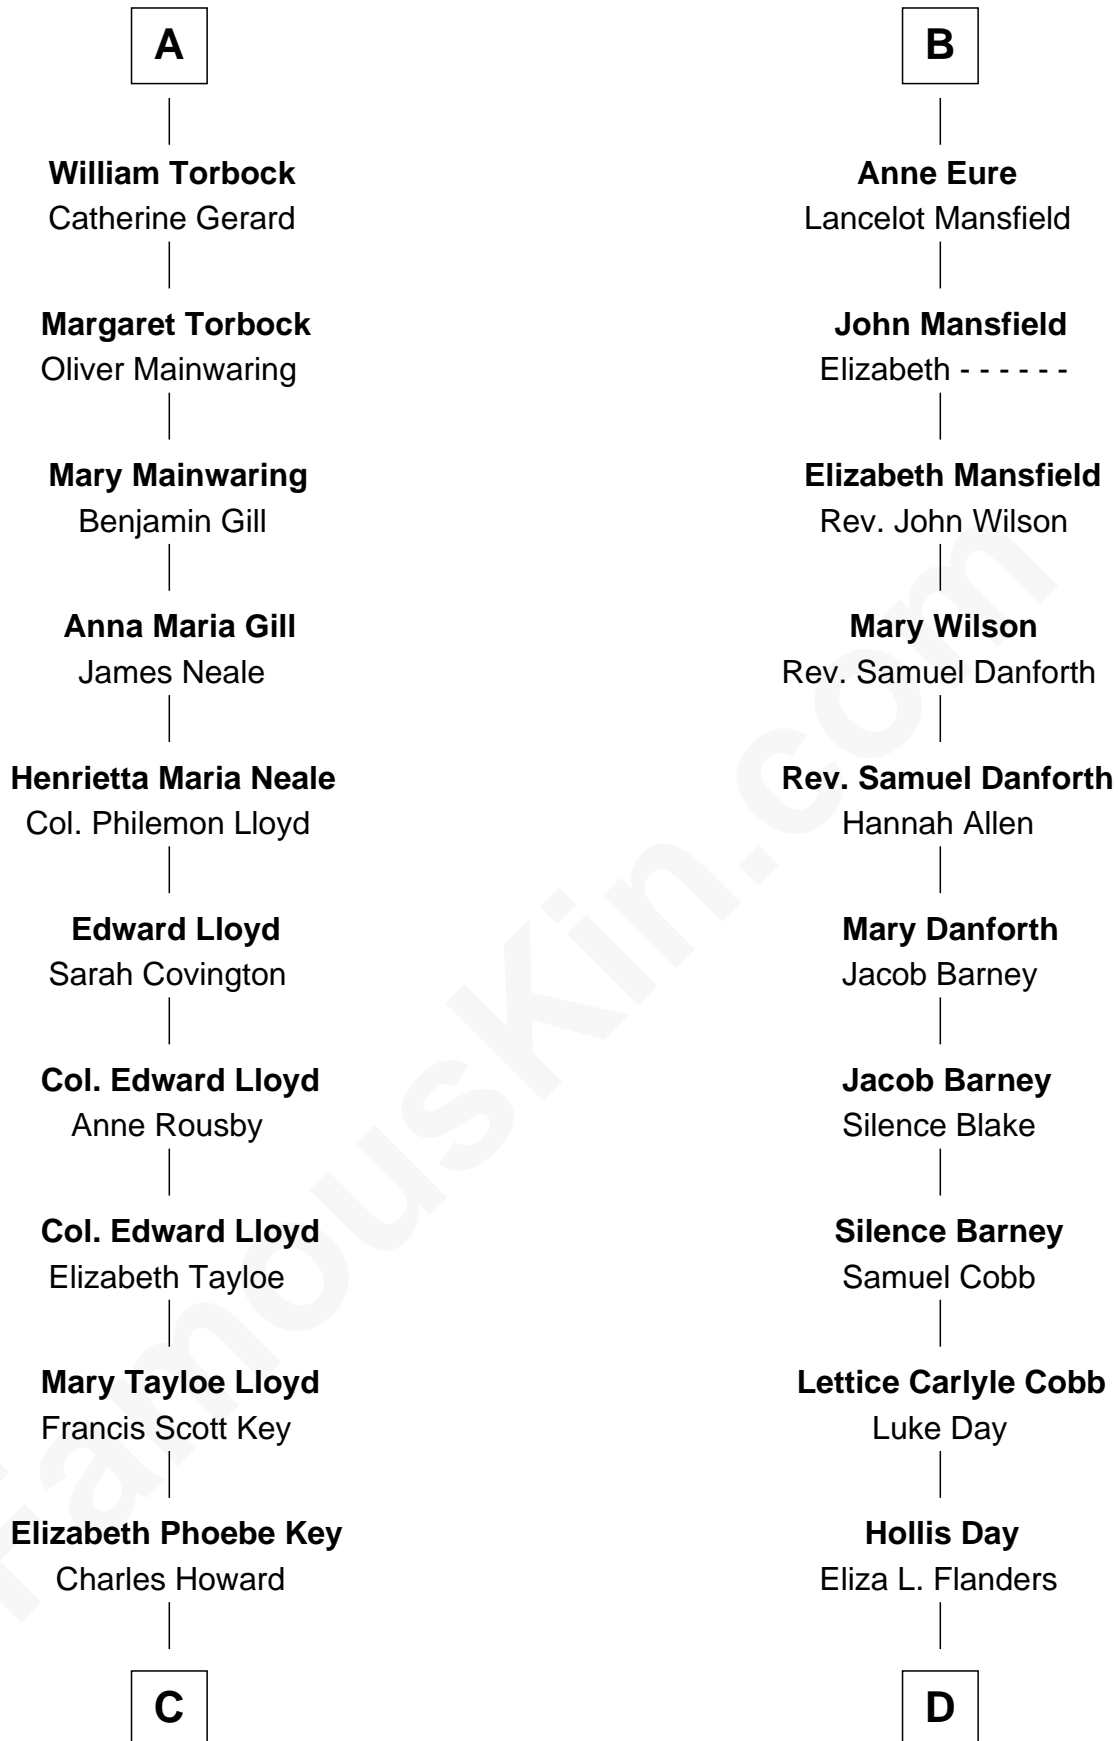 A
William Torbock
Catherine Gerard
Margaret Torbock
Oliver Mainwaring
Mary Mainwaring
Benjamin Gill
Anna Maria Gill
James Neale
Henrietta Maria Neale
Col. Philemon Lloyd
Edward Lloyd
Sarah Covington
Col. Edward Lloyd
Anne Rousby
Col. Edward Lloyd
Elizabeth Tayloe
Mary Tayloe Lloyd
Francis Scott Key
Elizabeth Phoebe Key
Charles Howard
C
B
Anne Eure
Lancelot Mansfield
John Mansfield
Elizabeth - - - - - -
Elizabeth Mansfield
Rev. John Wilson
Mary Wilson
Rev. Samuel Danforth
Rev. Samuel Danforth
Hannah Allen
Mary Danforth
Jacob Barney
Jacob Barney
Silence Blake
Silence Barney
Samuel Cobb
Lettice Carlyle Cobb
Luke Day
Hollis Day
Eliza L. Flanders
D
FamousKin.com